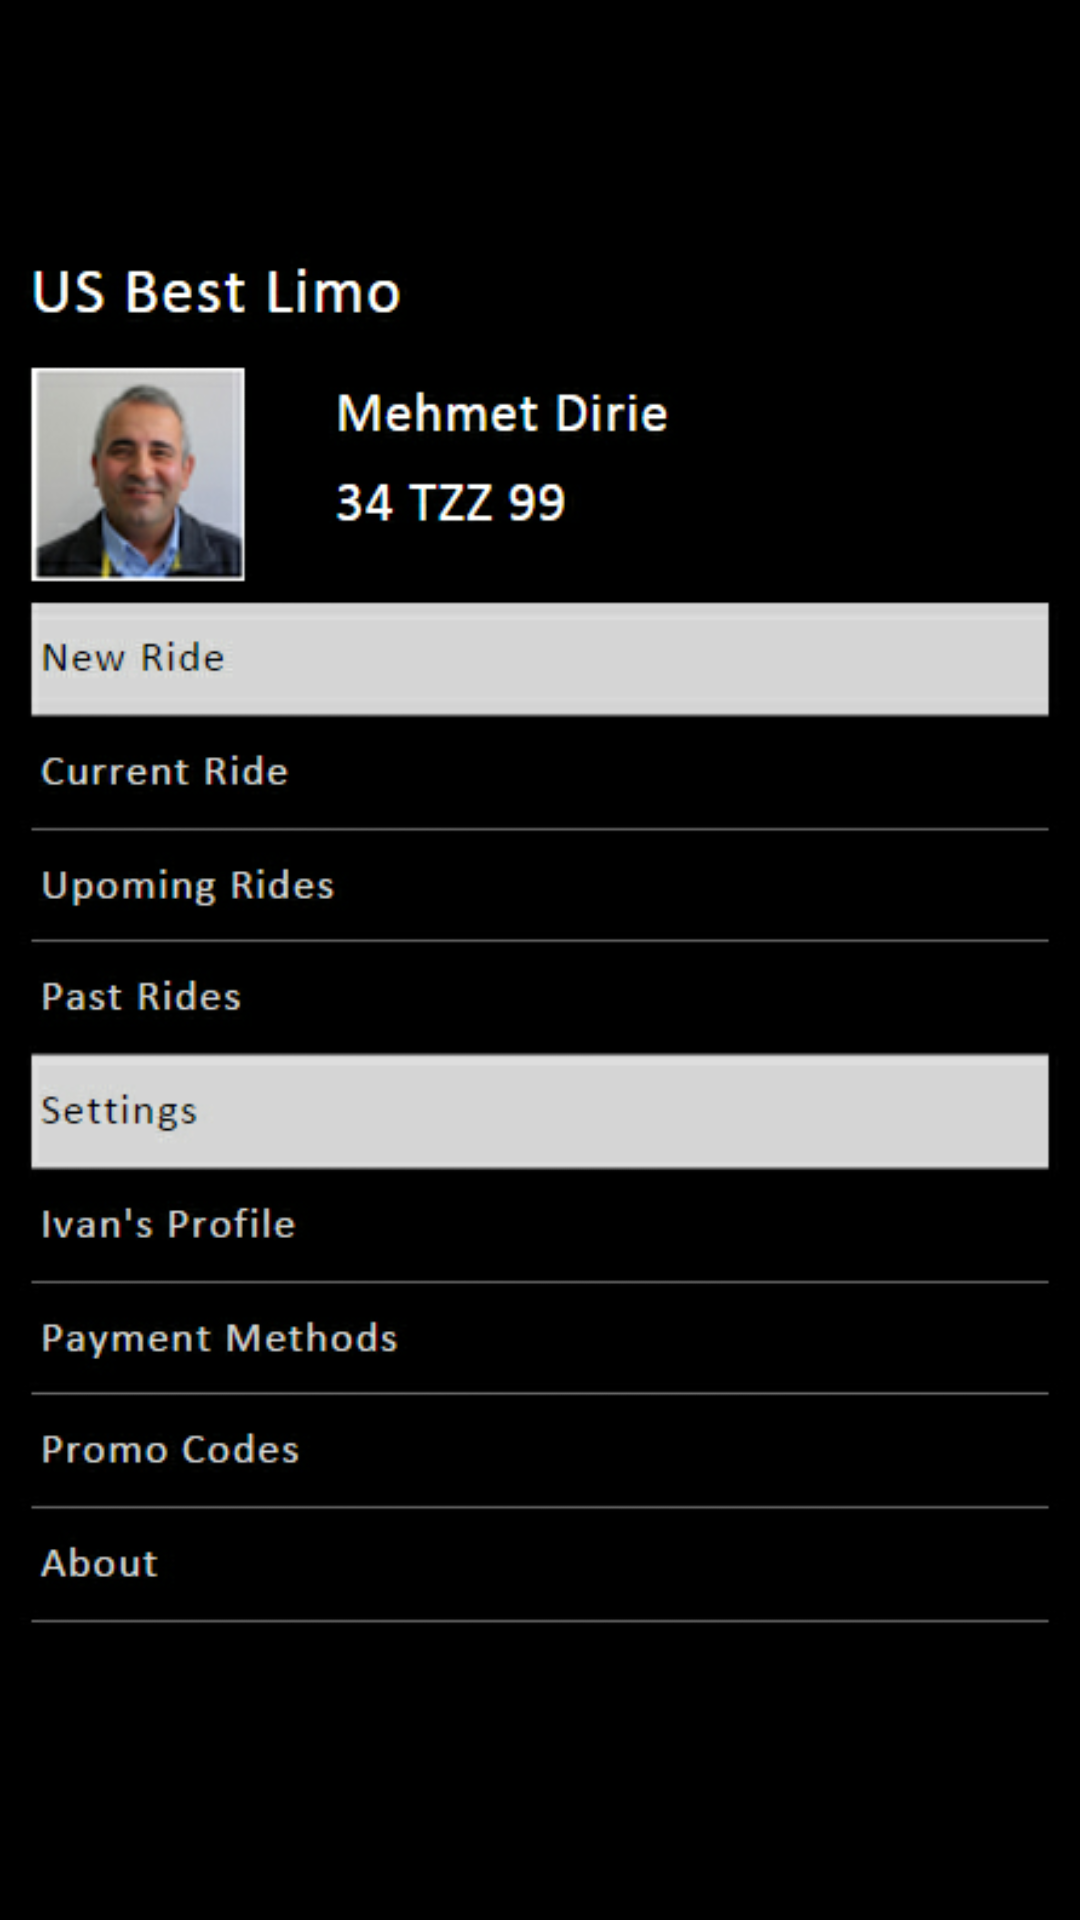 US Best Limo
Mehmet Dirie
34 TZZ 99
New Ride
Current Ride
Upoming Rides
Past Rides
Settings
Ivan's Profile
Payment Methods
Promo Codes
About